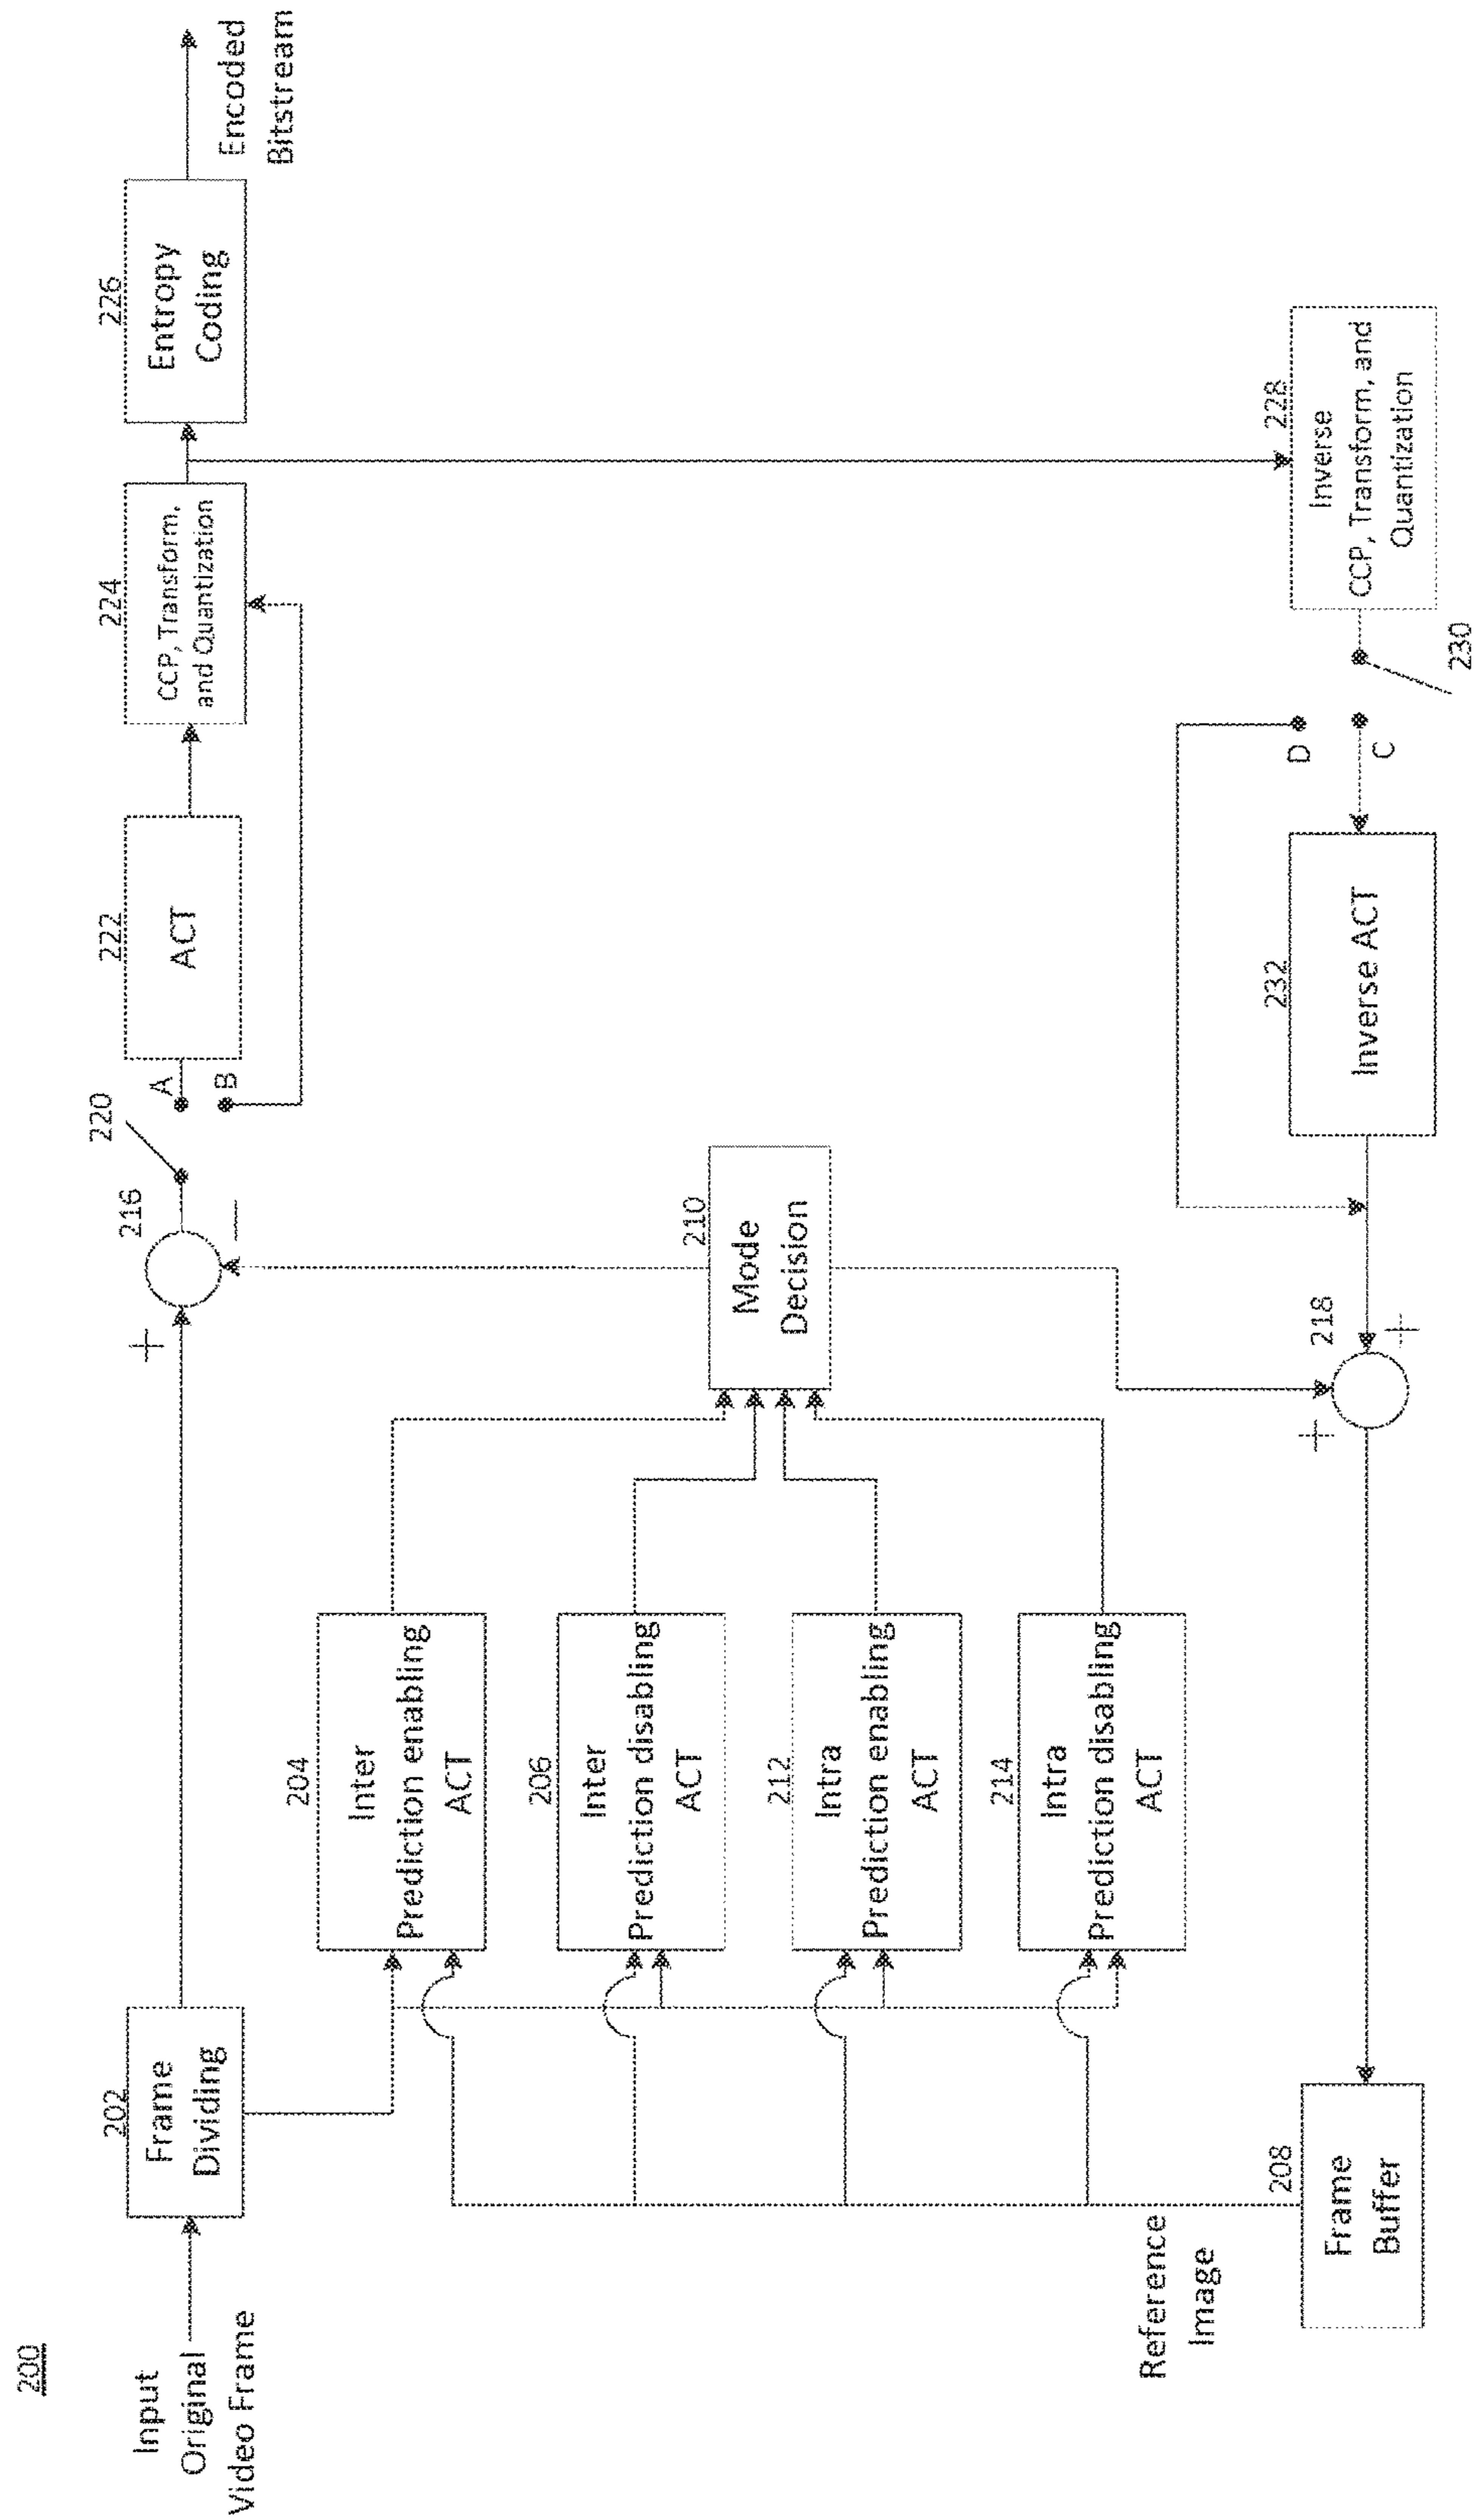 200
Input
Original
Video Frame
202
Frame
Dividing
+
216
—
220
A
B
222
ACT
224
CCP, Transform,
and Quantization
226
Entropy
Coding
Encoded
Bitstream
204
Inter
Prediction enabling
ACT
206
Inter
Prediction disabling
ACT
212
Intra
Prediction enabling
ACT
214
Intra
Prediction disabling
ACT
210
Mode
Decision
Reference
Image
208
Frame
Buffer
+
218
+
232
Inverse ACT
D
C
230
228
Inverse
CCP, Transform, and
Quantization